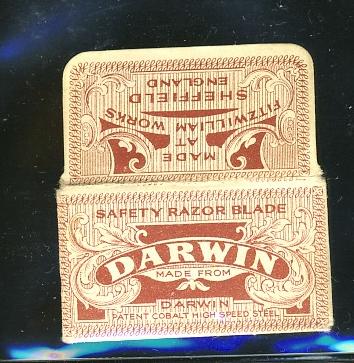 MADE
AT
FITZWILLIAM WORKS
SHEFFIELD
ENGLAND
SAFETY RAZOR BLADE
DARWIN
MADE FROM
DARWIN
PATENT COBALT HIGH SPEED STEEL